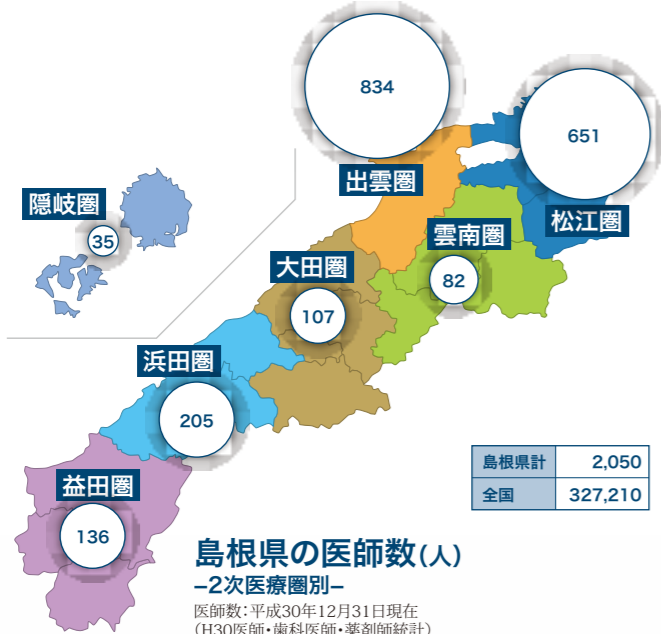 834
651
出雲圏
松江圏
隠岐圏
35
雲南圏
82
大田圏
107
浜田圏
205
島根県計 2,050
全国 327,210
益田圏
136
島根県の医師数(人)
–2次医療圏別–
医師数：平成30年12月31日現在
(H30医師・歯科医師・薬剤師統計)